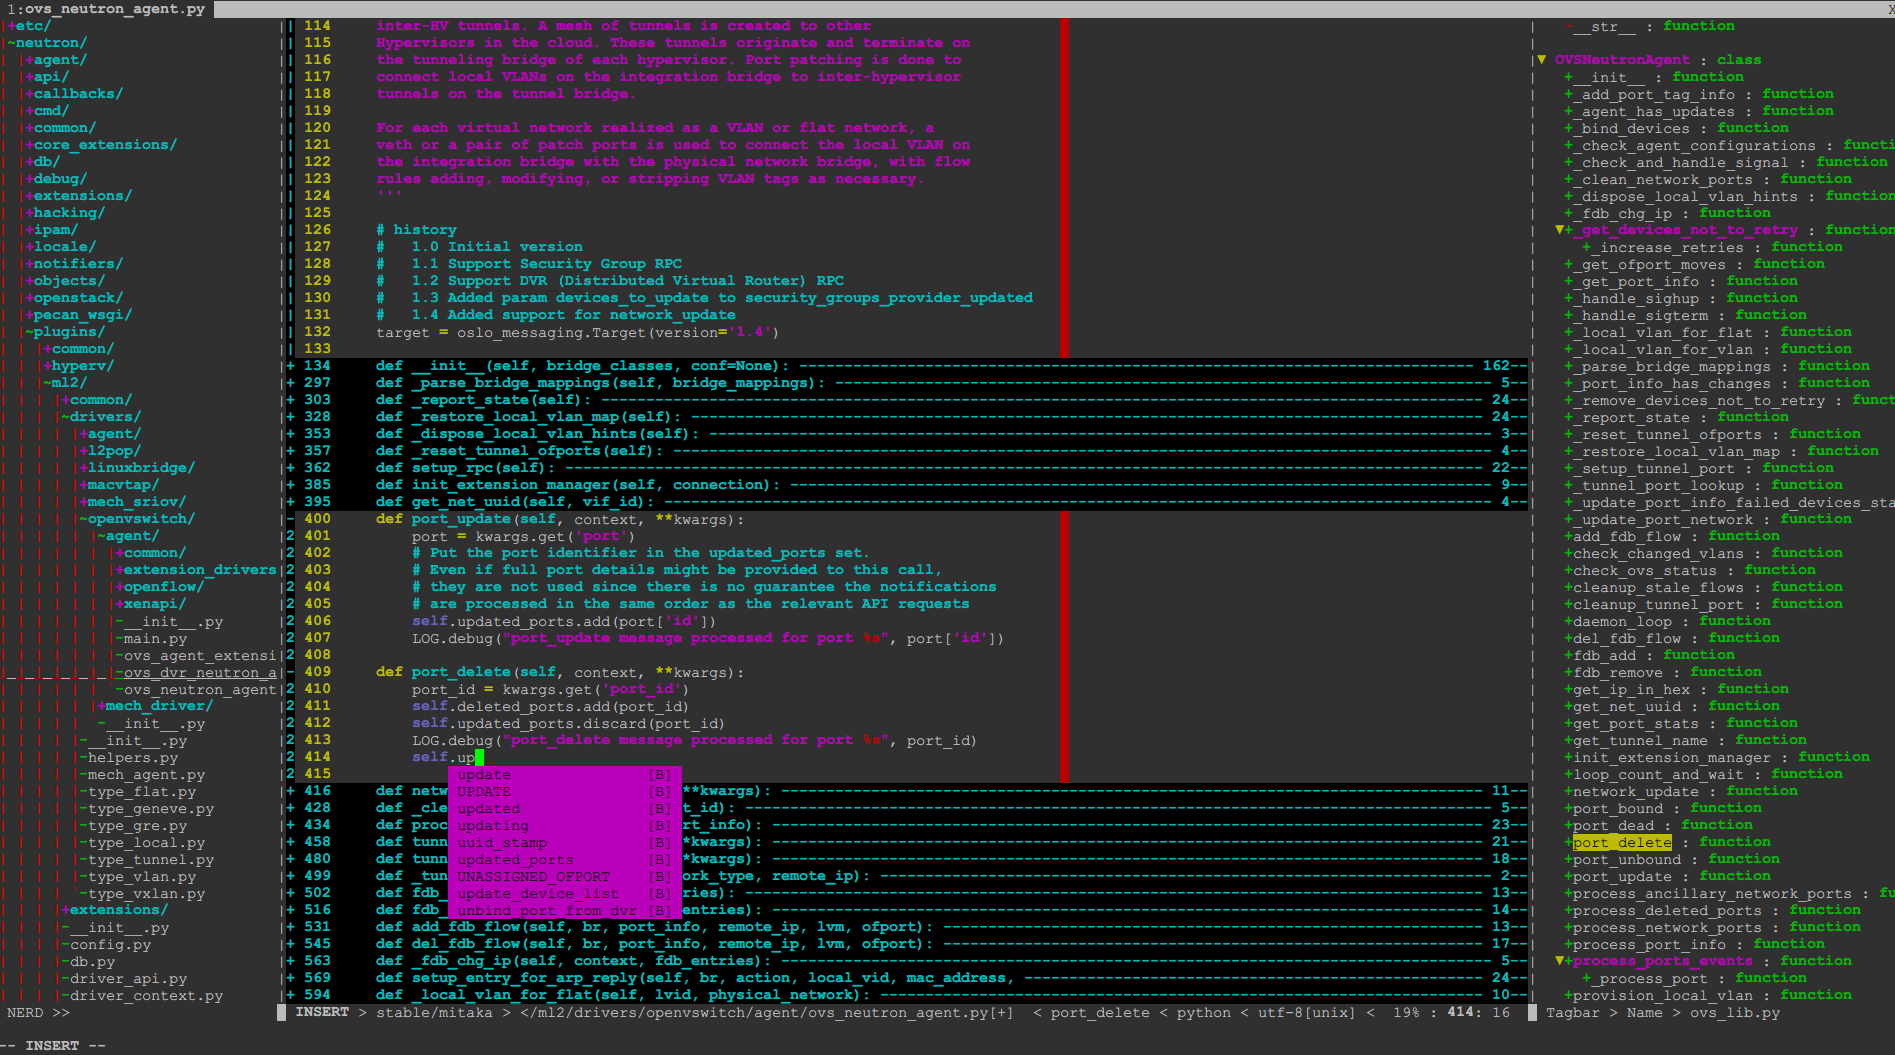 1:ovs_neutron_agent.py X
+etc/
~neutron/
+agent/
+api/
+callbacks/
+cmd/
+common/
+core_extensions/
+db/
+debug/
+extensions/
+hacking/
+ipam/
+locale/
+notifiers/
+objects/
+openstack/
+pecan_wsgi/
~plugins/
+common/
+hyperv/
~ml2/
+common/
~drivers/
+agent/
+l2pop/
+linuxbridge/
+macvtap/
+mech_sriov/
~openvswitch/
~agent/
+common/
+extension_drivers
+openflow/
+xenapi/
-__init__.py
-main.py
-ovs_agent_extensi
-ovs_dvr_neutron_a
-ovs_neutron_agent
+mech_driver/
-__init__.py
-__init__.py
-helpers.py
-mech_agent.py
-type_flat.py
-type_geneve.py
-type_gre.py
-type_local.py
-type_tunnel.py
-type_vlan.py
-type_vxlan.py
+extensions/
-__init__.py
-config.py
-db.py
-driver_api.py
-driver_context.py
NERD >>
114 inter-HV tunnels. A mesh of tunnels is created to other
115 Hypervisors in the cloud. These tunnels originate and terminate on
116 the tunneling bridge of each hypervisor. Port patching is done to
117 connect local VLANs on the integration bridge to inter-hypervisor
118 tunnels on the tunnel bridge.
119
120 For each virtual network realized as a VLAN or flat network, a
121 veth or a pair of patch ports is used to connect the local VLAN on
122 the integration bridge with the physical network bridge, with flow
123 rules adding, modifying, or stripping VLAN tags as necessary.
124 '''
125
126 # history
127 #   1.0 Initial version
128 #   1.1 Support Security Group RPC
129 #   1.2 Support DVR (Distributed Virtual Router) RPC
130 #   1.3 Added param devices_to_update to security_groups_provider_updated
131 #   1.4 Added support for network_update
132 target = oslo_messaging.Target(version='1.4')
133
+ 134 def __init__(self, bridge_classes, conf=None): --- 162--
+ 297 def _parse_bridge_mappings(self, bridge_mappings): --- 5--
+ 303 def _report_state(self): --- 24--
+ 328 def _restore_local_vlan_map(self): --- 24--
+ 353 def _dispose_local_vlan_hints(self): --- 3--
+ 357 def _reset_tunnel_ofports(self): --- 4--
+ 362 def setup_rpc(self): --- 22--
+ 385 def init_extension_manager(self, connection): --- 9--
+ 395 def get_net_uuid(self, vif_id): --- 4--
- 400 def port_update(self, context, **kwargs):
2 401 port = kwargs.get('port')
2 402 # Put the port identifier in the updated_ports set.
2 403 # Even if full port details might be provided to this call,
2 404 # they are not used since there is no guarantee the notifications
2 405 # are processed in the same order as the relevant API requests
2 406 self.updated_ports.add(port['id'])
2 407 LOG.debug("port_update message processed for port %s", port['id'])
2 408
- 409 def port_delete(self, context, **kwargs):
2 410 port_id = kwargs.get('port_id')
2 411 self.deleted_ports.add(port_id)
2 412 self.updated_ports.discard(port_id)
2 413 LOG.debug("port_delete message processed for port %s", port_id)
2 414 self.up
2 415
update [B]
UPDATE [B]
updated [B]
updating [B]
uuid_stamp [B]
updated_ports [B]
UNASSIGNED_OFPORT [B]
update_device_list [B]
unbind_port_from_dvr [B]
+ 416 def netw **kwargs): --- 11--
+ 428 def _cle t_id): --- 5--
+ 434 def proc rt_info): --- 23--
+ 458 def tunn *kwargs): --- 21--
+ 480 def tunn *kwargs): --- 18--
+ 499 def _tun ork_type, remote_ip): --- 2--
+ 502 def fdb_ ries): --- 13--
+ 516 def fdb_ entries): --- 14--
+ 531 def add_fdb_flow(self, br, port_info, remote_ip, lvm, ofport): --- 13--
+ 545 def del_fdb_flow(self, br, port_info, remote_ip, lvm, ofport): --- 17--
+ 563 def _fdb_chg_ip(self, context, fdb_entries): --- 5--
+ 569 def setup_entry_for_arp_reply(self, br, action, local_vid, mac_address, --- 24--
+ 594 def _local_vlan_for_flat(self, lvid, physical_network): --- 10--
INSERT > stable/mitaka > </ml2/drivers/openvswitch/agent/ovs_neutron_agent.py[+] < port_delete < python < utf-8[unix] < 19% : 414: 16
-__str__ : function
▼ OVSNeutronAgent : class
+__init__ : function
+_add_port_tag_info : function
+_agent_has_updates : function
+_bind_devices : function
+_check_agent_configurations : functi
+_check_and_handle_signal : function
+_clean_network_ports : function
+_dispose_local_vlan_hints : function
+_fdb_chg_ip : function
▼+_get_devices_not_to_retry : function
+_increase_retries : function
+_get_ofport_moves : function
+_get_port_info : function
+_handle_sighup : function
+_handle_sigterm : function
+_local_vlan_for_flat : function
+_local_vlan_for_vlan : function
+_parse_bridge_mappings : function
+_port_info_has_changes : function
+_remove_devices_not_to_retry : funct
+_report_state : function
+_reset_tunnel_ofports : function
+_restore_local_vlan_map : function
+_setup_tunnel_port : function
+_tunnel_port_lookup : function
+_update_port_info_failed_devices_sta
+_update_port_network : function
+add_fdb_flow : function
+check_changed_vlans : function
+check_ovs_status : function
+cleanup_stale_flows : function
+cleanup_tunnel_port : function
+daemon_loop : function
+del_fdb_flow : function
+fdb_add : function
+fdb_remove : function
+get_ip_in_hex : function
+get_net_uuid : function
+get_port_stats : function
+get_tunnel_name : function
+init_extension_manager : function
+loop_count_and_wait : function
+network_update : function
+port_bound : function
+port_dead : function
+port_delete : function
+port_unbound : function
+port_update : function
+process_ancillary_network_ports : fu
+process_deleted_ports : function
+process_network_ports : function
+process_port_info : function
▼+process_ports_events : function
+_process_port : function
+provision_local_vlan : function
Tagbar > Name > ovs_lib.py
-- INSERT --